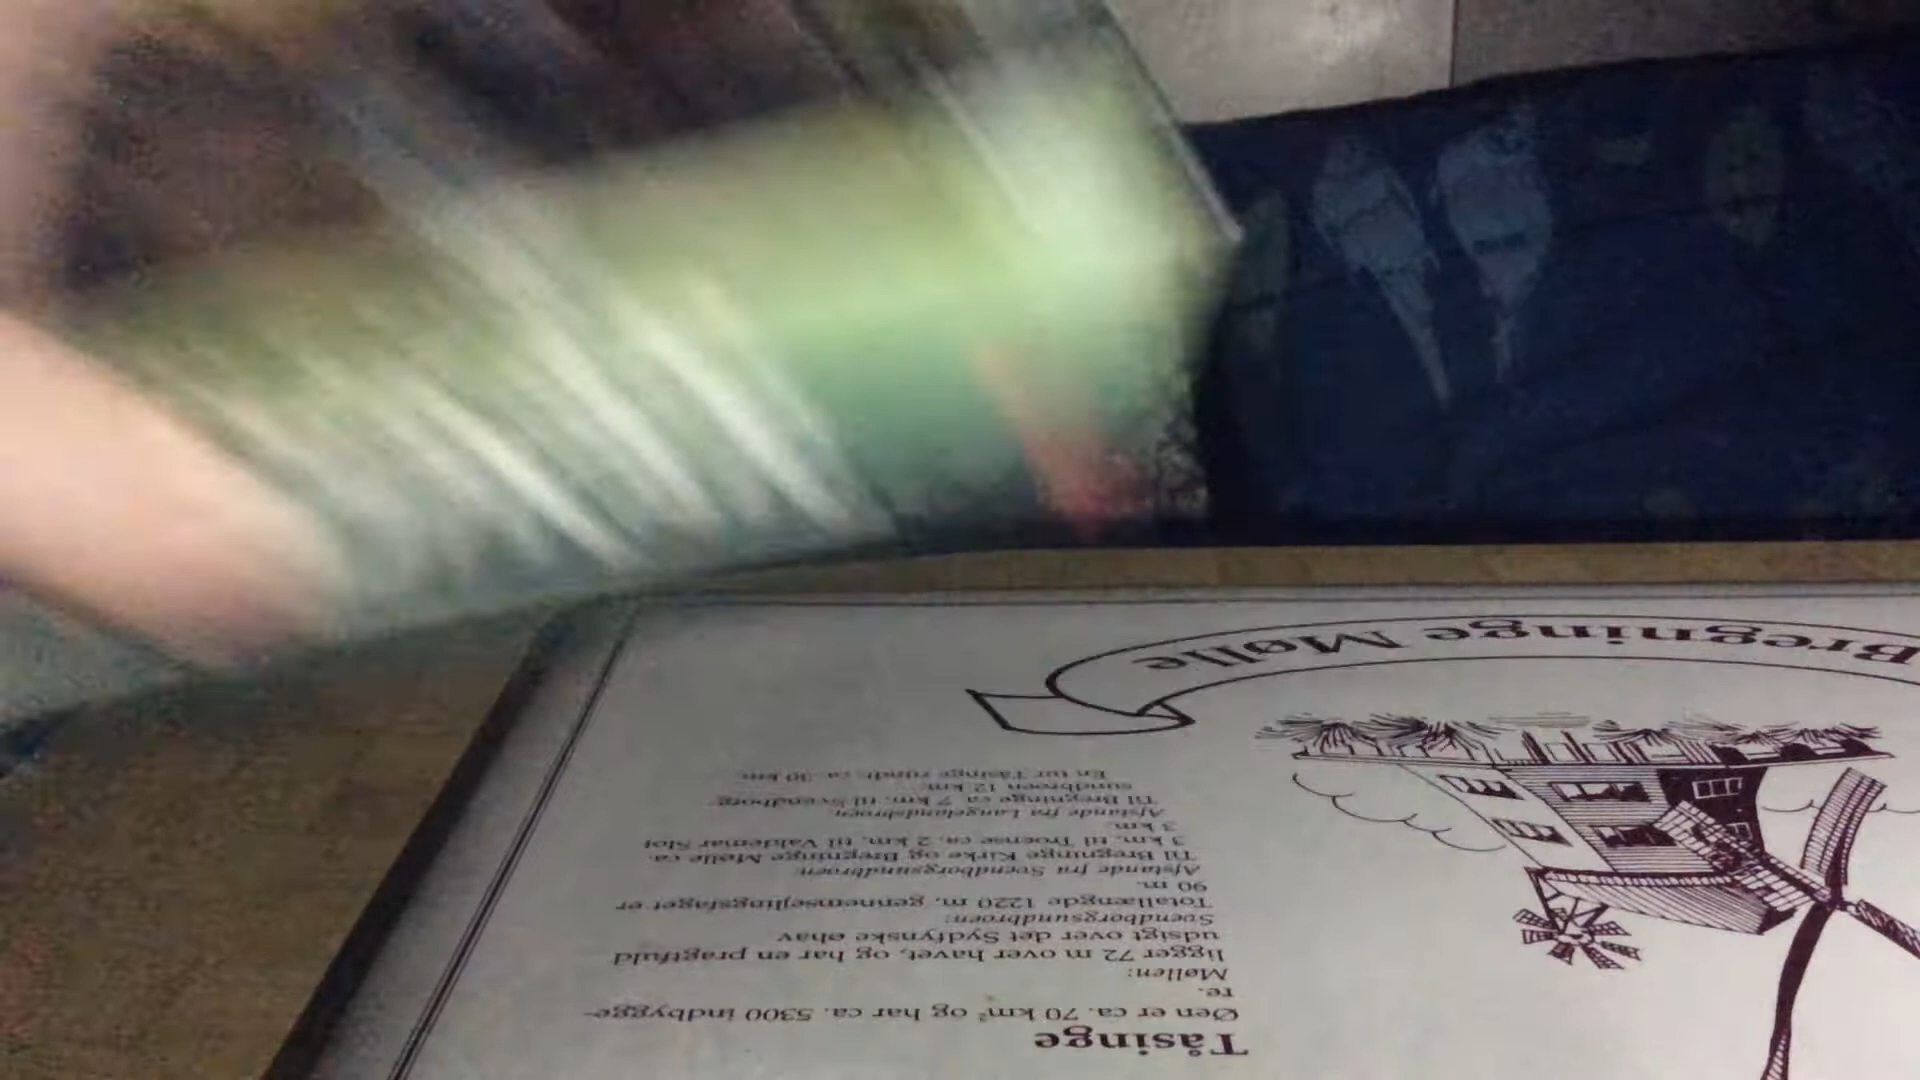 Tåsinge
Øen er ca. 70 km² og har ca. 5300 indbygge-
re.
Møllen:
ligger 72 m over havet, og har en pragtfuld
udsigt over det Sydfynske øhav
Svendborgsundbroen:
Totallængde 1220 m, gennemsejlingsfaget er
90 m.
Afstande fra Svendborgsundbroen:
Til Bregninge Kirke og Bregninge Mølle ca.
3 km, til Troense ca. 2 km, til Valdemar Slot
3 km.
Afstande fra Langelandsbroen:
Til Bregninge ca. 7 km, til Svendborg-
sundbroen 12 km.
En tur Tåsinge rundt: ca. 30 km.
Bregninge Mølle